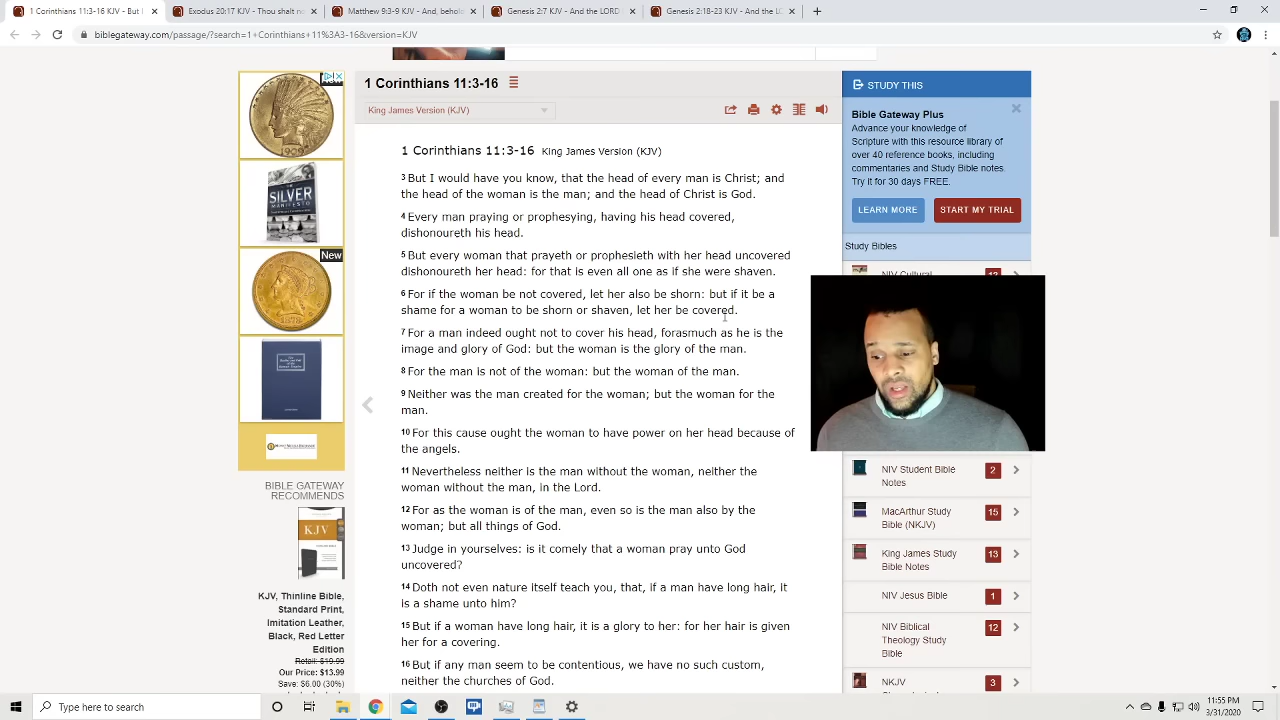 1 Corinthians 11:3-16 KJV - But I
Exodus 20:17 KJV - Thou shalt n
Matthew 9:3-9 KJV - And, behol
Genesis 2:7 KJV - And the LORD
Genesis 2:18-23 KJV - And the LO
biblegateway.com/passage/?search=1+Corinthians+11%3A3-16&version=KJV
1 Corinthians 11:3-16
King James Version (KJV)
1 Corinthians 11:3-16 King James Version (KJV)
3 But I would have you know, that the head of every man is Christ; and
the head of the woman is the man; and the head of Christ is God.
4 Every man praying or prophesying, having his head covered,
dishonoureth his head.
5 But every woman that prayeth or prophesieth with her head uncovered
dishonoureth her head: for that is even all one as if she were shaven.
6 For if the woman be not covered, let her also be shorn: but if it be a
shame for a woman to be shorn or shaven, let her be covered.
7 For a man indeed ought not to cover his head, forasmuch as he is the
image and glory of God: but the woman is the glory of the man.
8 For the man is not of the woman: but the woman of the man.
9 Neither was the man created for the woman; but the woman for the
man.
10 For this cause ought the woman to have power on her head because of
the angels.
11 Nevertheless neither is the man without the woman, neither the
woman without the man, in the Lord.
12 For as the woman is of the man, even so is the man also by the
woman; but all things of God.
13 Judge in yourselves: is it comely that a woman pray unto God
uncovered?
14 Doth not even nature itself teach you, that, if a man have long hair, it
is a shame unto him?
15 But if a woman have long hair, it is a glory to her: for her hair is given
her for a covering.
16 But if any man seem to be contentious, we have no such custom,
neither the churches of God.
1909
THE
SILVER
MANIFESTO
New
BIBLE GATEWAY
RECOMMENDS
KJV
KJV, Thinline Bible,
Standard Print,
Imitation Leather,
Black, Red Letter
Edition
Retail: $19.99
Our Price: $13.99
Save: $6.00 (30%)
STUDY THIS
Bible Gateway Plus
Advance your knowledge of
Scripture with this resource library of
over 40 reference books, including
commentaries and Study Bible notes.
Try it for 30 days FREE.
LEARN MORE
START MY TRIAL
Study Bibles
NIV Cultural
12
NIV Student Bible
Notes
2
MacArthur Study
Bible (NKJV)
15
King James Study
Bible Notes
13
NIV Jesus Bible
1
NIV Biblical
Theology Study
Bible
12
NKJV
3
Type here to search
11:55 PM
3/31/2020